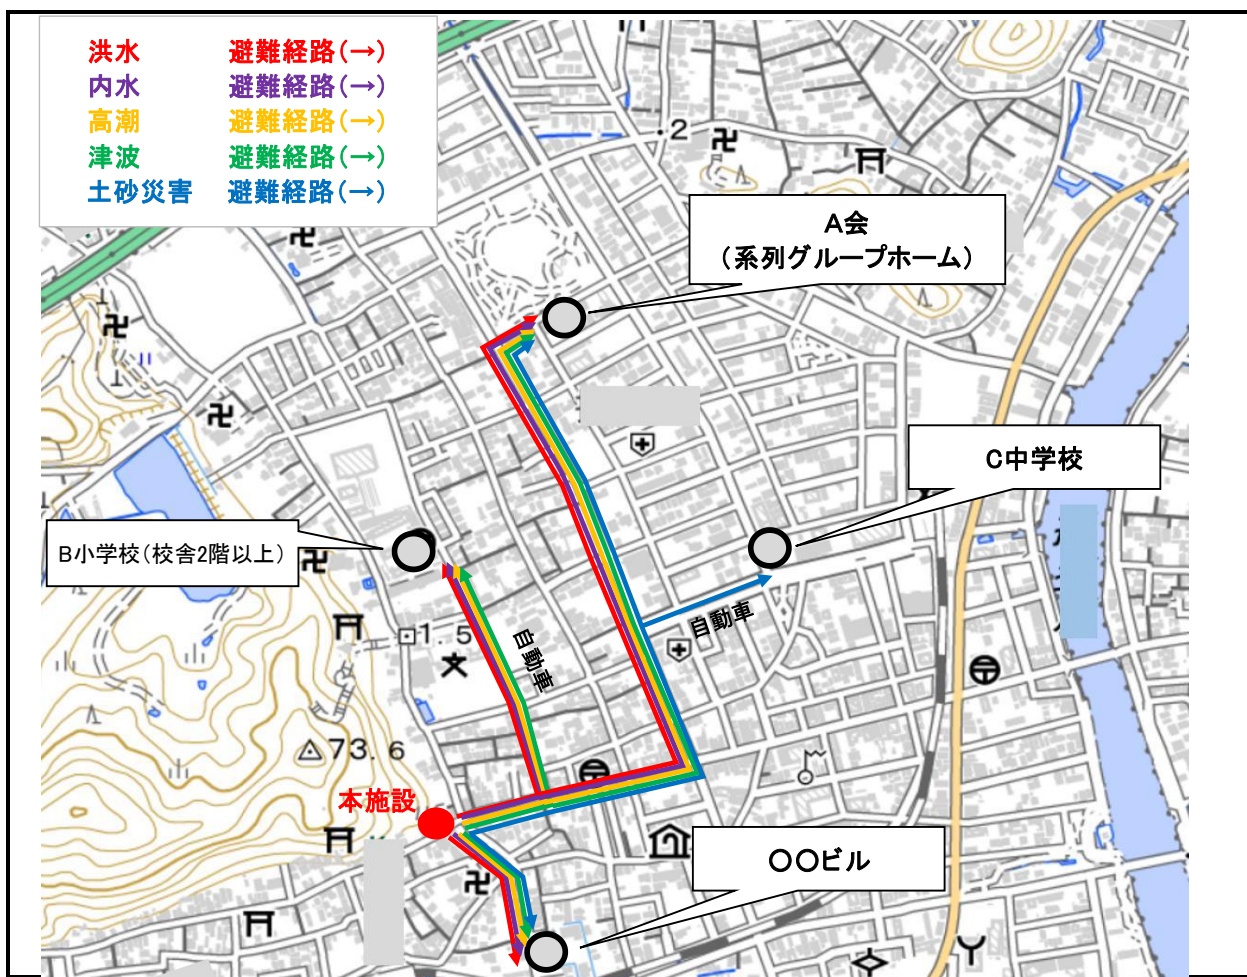 洪水 避難経路(→)
内水 避難経路(→)
高潮 避難経路(→)
津波 避難経路(→)
土砂災害 避難経路(→)
・2
A会
(系列グループホーム)
C中学校
B小学校(校舎2階以上)
1.5
自動車
自動車
73.6
本施設
〇〇ビル